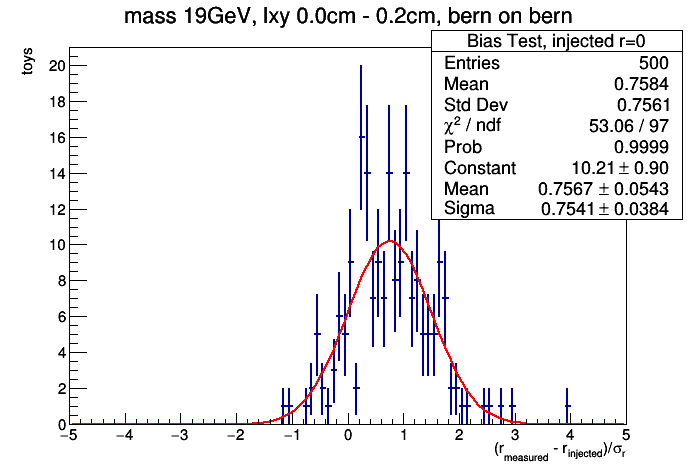 mass 19GeV, lxy 0.0cm - 0.2cm, bern on bern
Bias Test, injected r=0
Entries 500
Mean 0.7584
Std Dev 0.7561
χ² / ndf 53.06 / 97
Prob 0.9999
Constant 10.21 ± 0.90
Mean 0.7567 ± 0.0543
Sigma 0.7541 ± 0.0384
toys
20
18
16
14
12
10
8
6
4
2
0
−5 −4 −3 −2 −1 0 1 2 3 4 5
(r_measured - r_injected)/σ_r